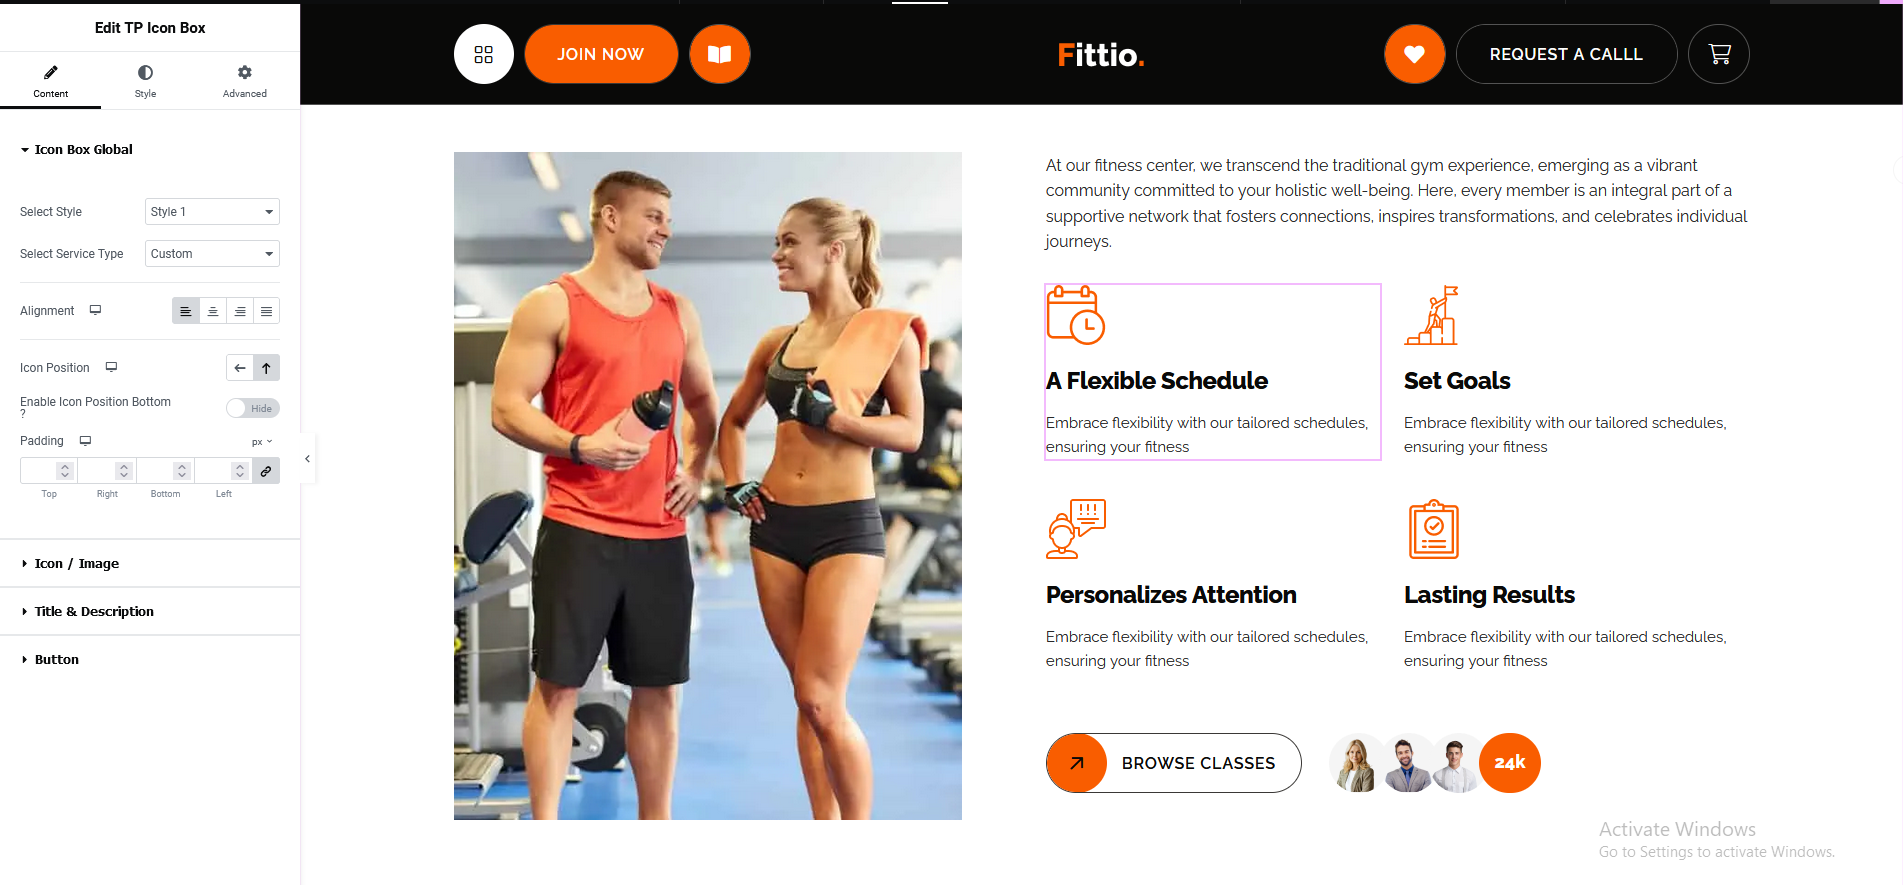 Edit TP Icon Box
Content
Style
Advanced
Icon Box Global
Select Style
Style 1
Select Service Type
Custom
Alignment
Icon Position
Enable Icon Position Bottom
?
Hide
Padding
px
Top
Right
Bottom
Left
Icon / Image
Title & Description
Button
JOIN NOW
Fittio.
REQUEST A CALLL
At our fitness center, we transcend the traditional gym experience, emerging as a vibrant
community committed to your holistic well-being. Here, every member is an integral part of a
supportive network that fosters connections, inspires transformations, and celebrates individual
journeys.
A Flexible Schedule
Embrace flexibility with our tailored schedules,
ensuring your fitness
Set Goals
Embrace flexibility with our tailored schedules,
ensuring your fitness
Personalizes Attention
Embrace flexibility with our tailored schedules,
ensuring your fitness
Lasting Results
Embrace flexibility with our tailored schedules,
ensuring your fitness
BROWSE CLASSES
24k
Activate Windows
Go to Settings to activate Windows.